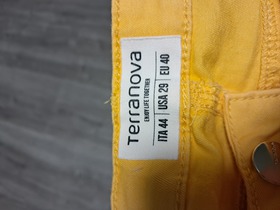 Terranova
ENJOY LIFE TOGETHER
ITA 44 | USA 29 | EU 40